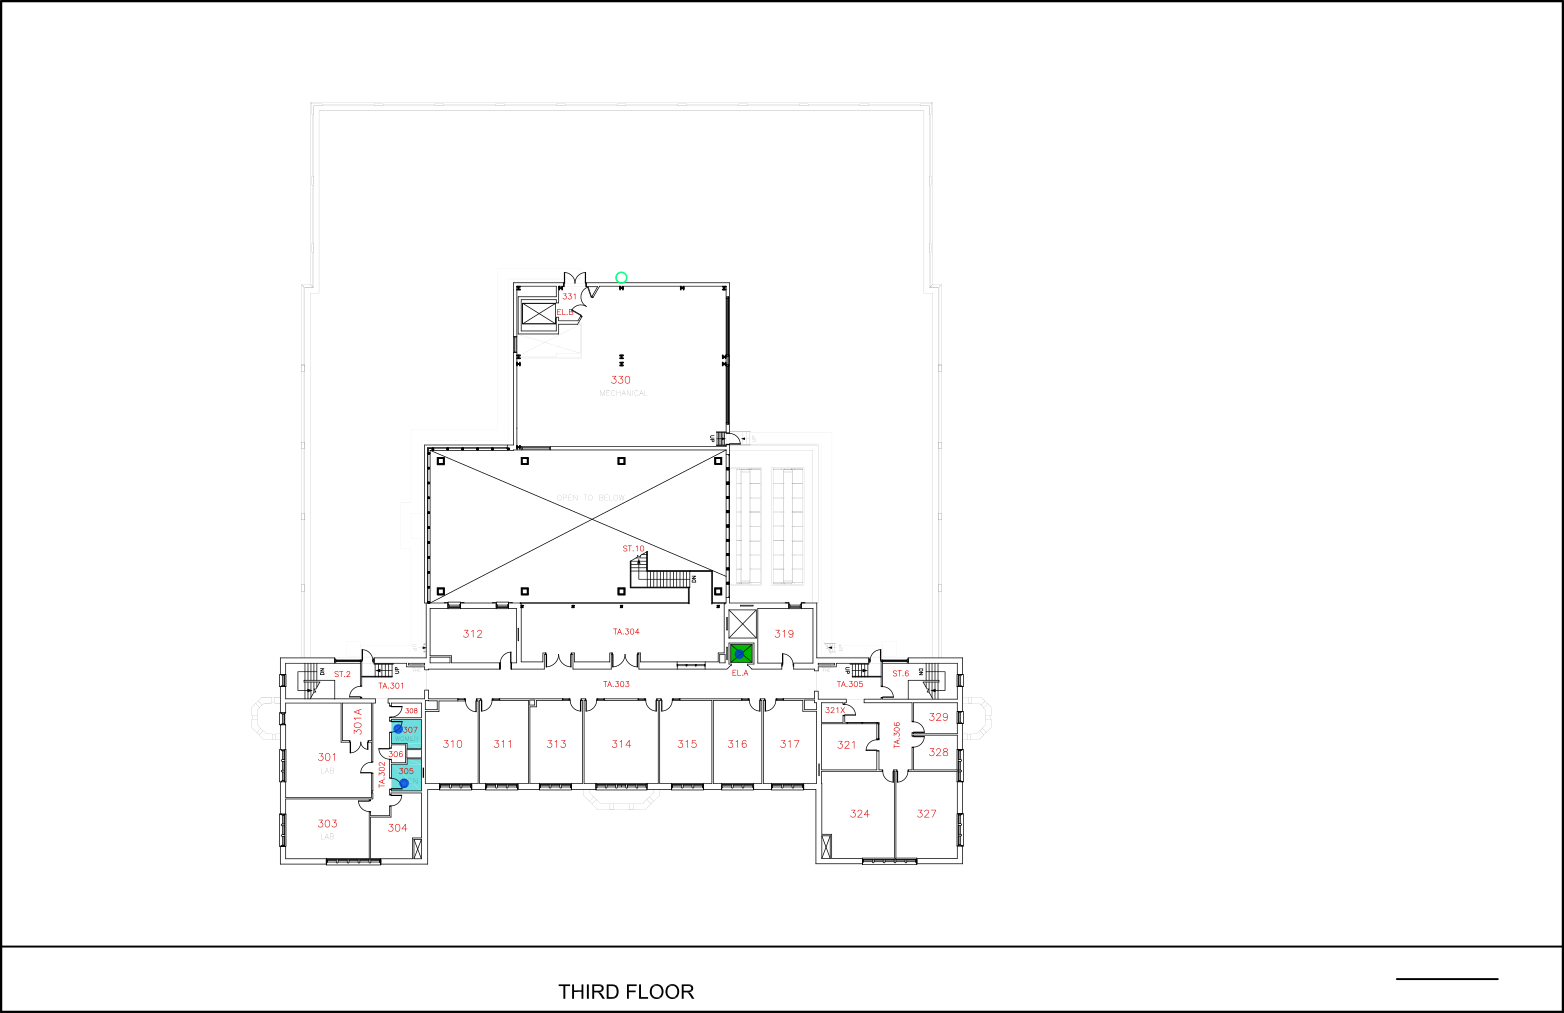 331
EL.B
330
MECHANICAL
UP
OPEN TO BELOW
ST.10
DN
312
TA.304
319
EL.A
DN
ST.2
UP
TA.301
TA.303
TA.305
UP
ST.6
DN
301A
308
307
WOMEN
306
305
301
LAB
TA.302
303
LAB
304
310
311
313
314
315
316
317
321X
321
TA.306
329
328
324
327
THIRD FLOOR